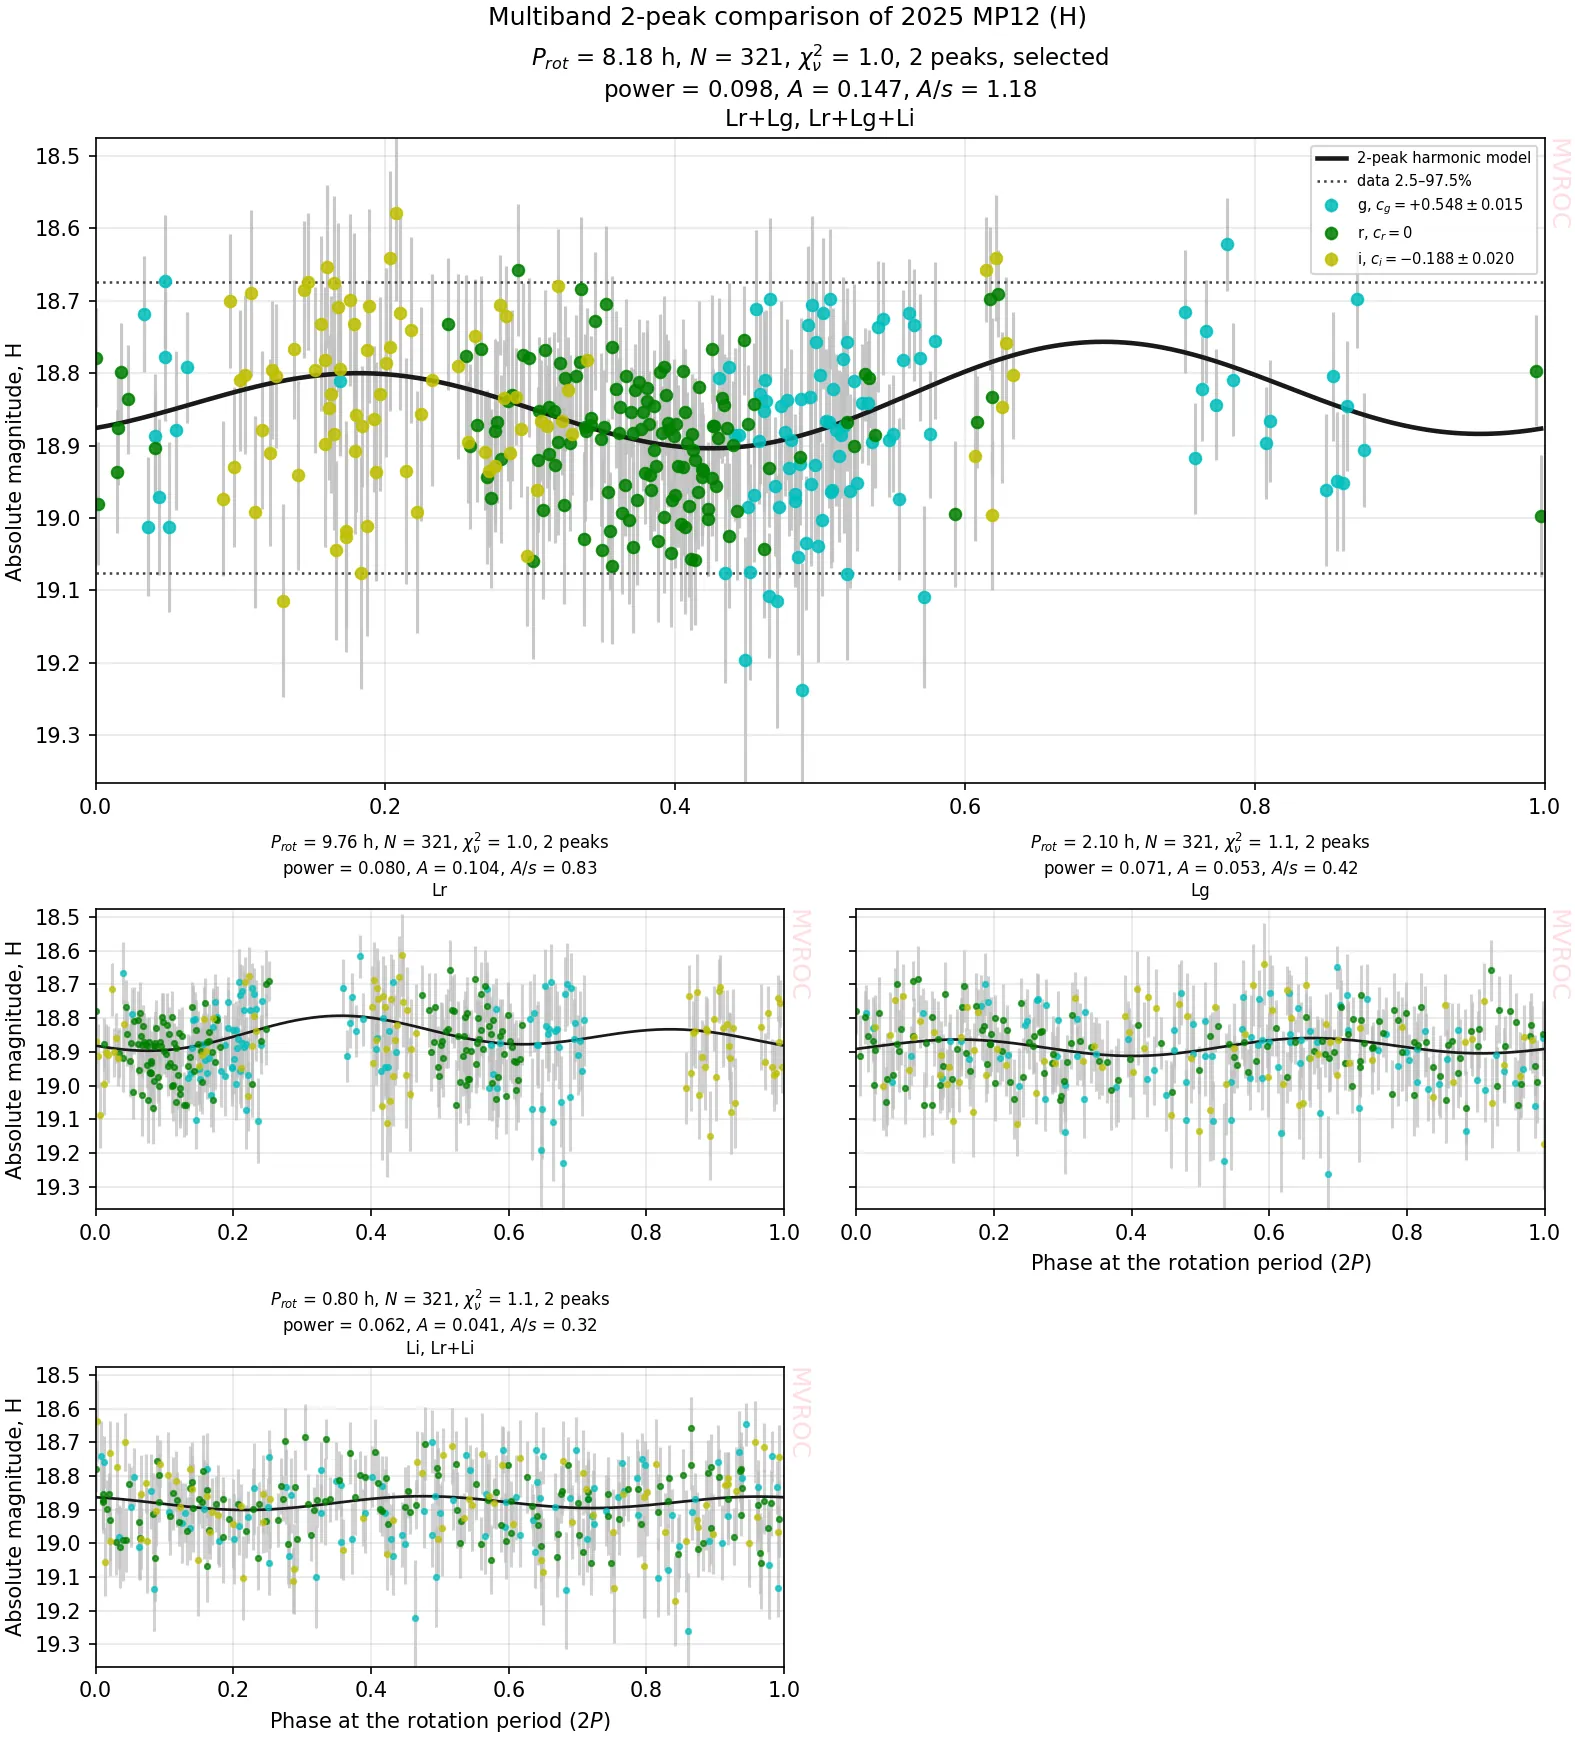 Multiband 2-peak comparison of 2025 MP12 (H)
P_rot = 8.18 h, N = 321, χ²_ν = 1.0, 2 peaks, selected
power = 0.098, A = 0.147, A/s = 1.18
Lr+Lg, Lr+Lg+Li
2-peak harmonic model
data 2.5–97.5%
g, c_g = +0.548 ± 0.015
r, c_r = 0
i, c_i = −0.188 ± 0.020
MVROC
Absolute magnitude, H
18.5
18.6
18.7
18.8
18.9
19.0
19.1
19.2
19.3
0.0 0.2 0.4 0.6 0.8 1.0
P_rot = 9.76 h, N = 321, χ²_ν = 1.0, 2 peaks
power = 0.080, A = 0.104, A/s = 0.83
Lr
MVROC
Absolute magnitude, H
18.5
18.6
18.7
18.8
18.9
19.0
19.1
19.2
19.3
0.0 0.2 0.4 0.6 0.8 1.0
P_rot = 2.10 h, N = 321, χ²_ν = 1.1, 2 peaks
power = 0.071, A = 0.053, A/s = 0.42
Lg
MVROC
0.0 0.2 0.4 0.6 0.8 1.0
Phase at the rotation period (2P)
P_rot = 0.80 h, N = 321, χ²_ν = 1.1, 2 peaks
power = 0.062, A = 0.041, A/s = 0.32
Li, Lr+Li
MVROC
Absolute magnitude, H
18.5
18.6
18.7
18.8
18.9
19.0
19.1
19.2
19.3
0.0 0.2 0.4 0.6 0.8 1.0
Phase at the rotation period (2P)